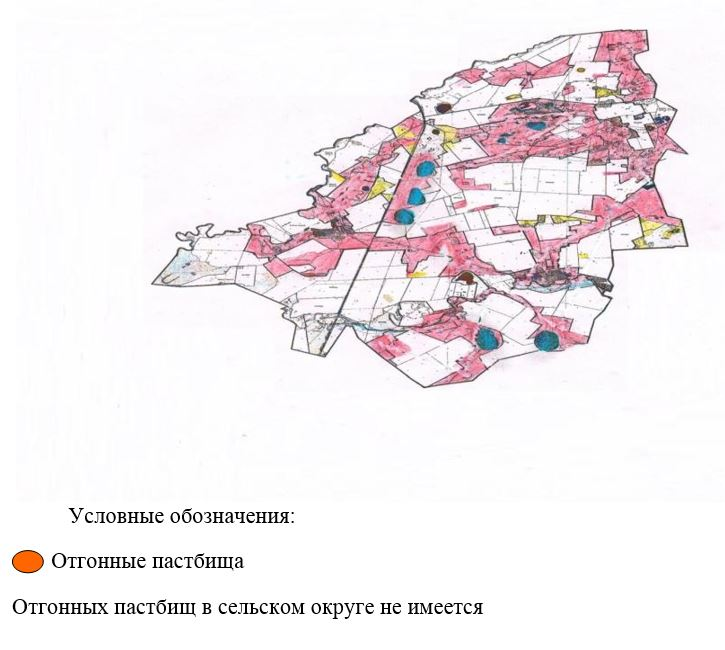 Условные обозначения:
Отгонные пастбища
Отгонных пастбищ в сельском округе не имеется